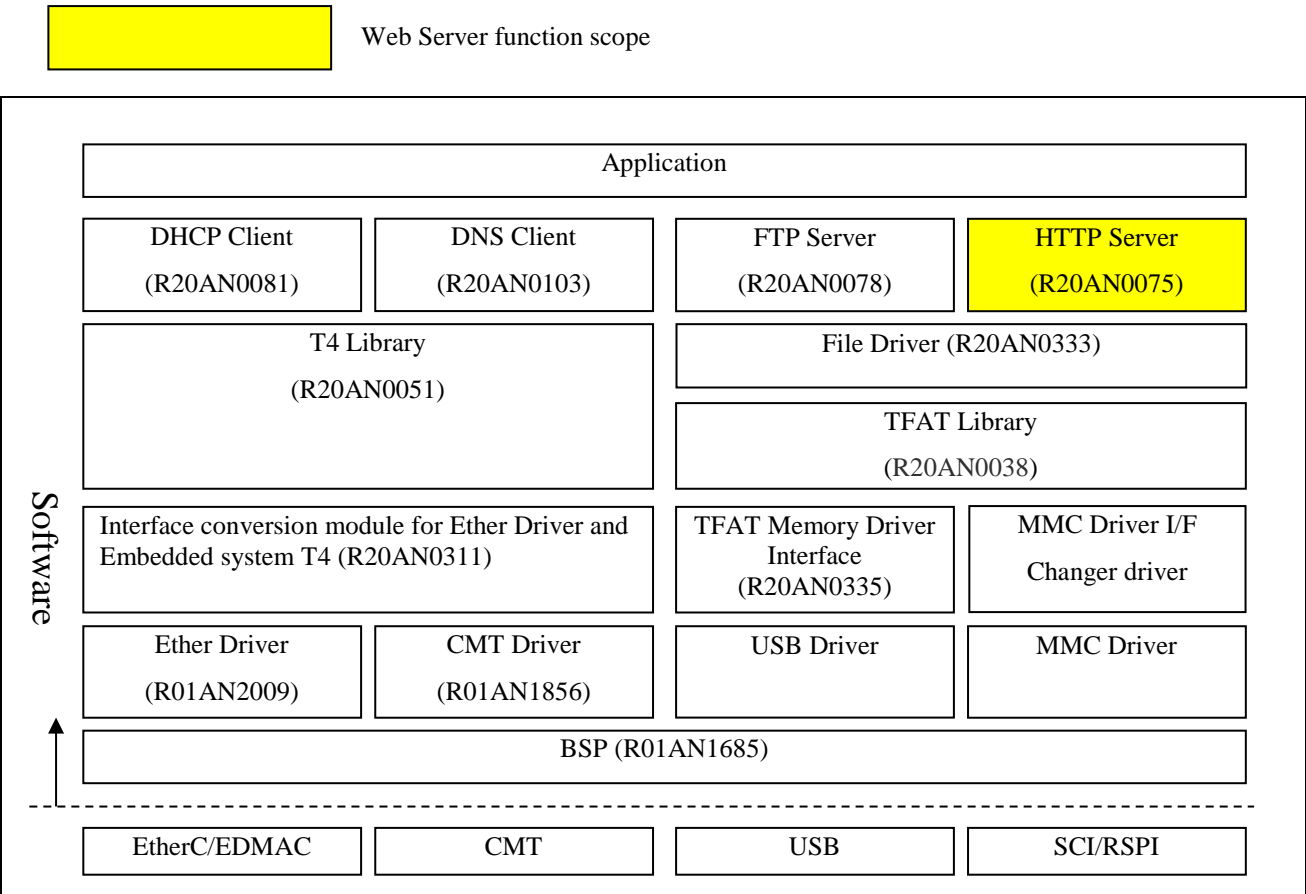 Web Server function scope
Application
DHCP Client
(R20AN0081)
DNS Client
(R20AN0103)
FTP Server
(R20AN0078)
HTTP Server
(R20AN0075)
T4 Library
(R20AN0051)
File Driver (R20AN0333)
TFAT Library
(R20AN0038)
Software
Interface conversion module for Ether Driver and
Embedded system T4 (R20AN0311)
TFAT Memory Driver
Interface
(R20AN0335)
MMC Driver I/F
Changer driver
Ether Driver
(R01AN2009)
CMT Driver
(R01AN1856)
USB Driver
MMC Driver
BSP (R01AN1685)
EtherC/EDMAC
CMT
USB
SCI/RSPI